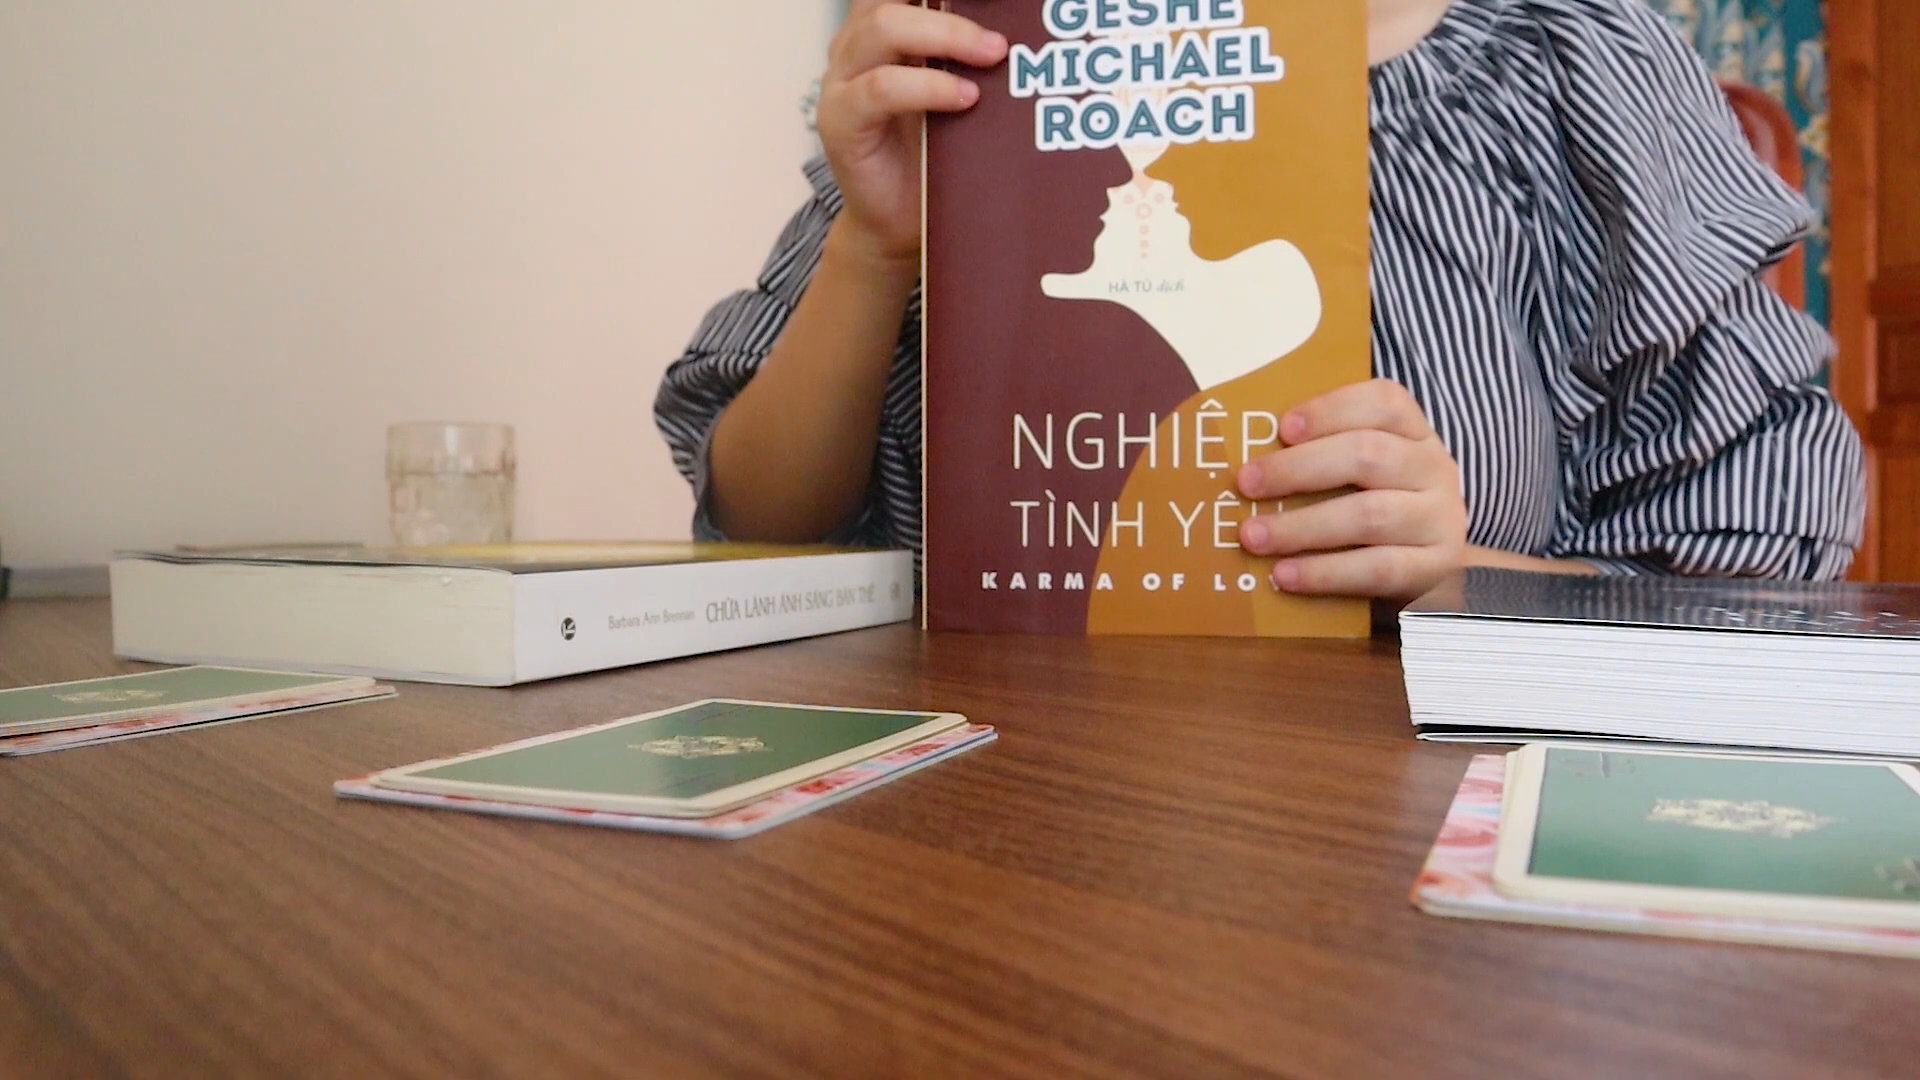 GESHE
MICHAEL
ROACH
HÀ TÚ dịch
NGHIỆP
TÌNH YÊU
KARMA OF LOV
Barbara Ann Brennan CHỮA LÀNH ÁNH SÁNG BẢN THỂ